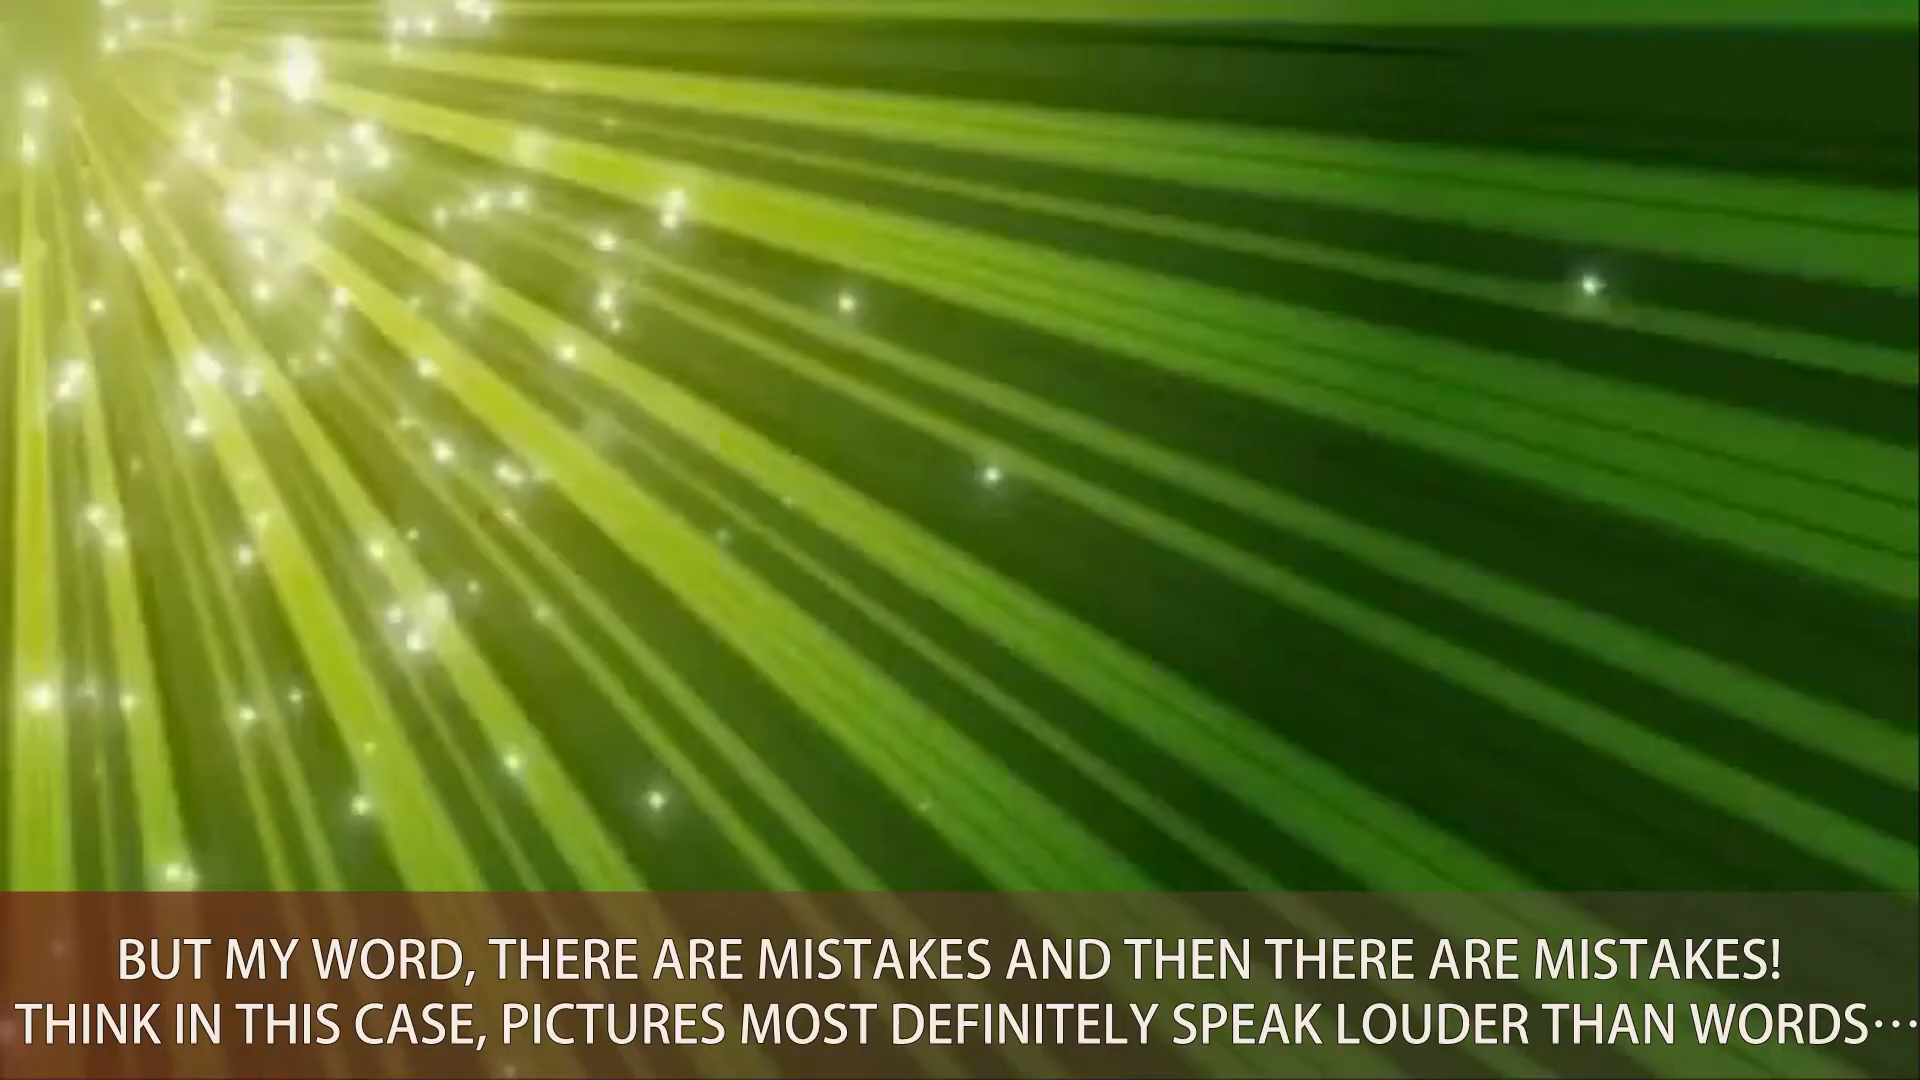 BUT MY WORD, THERE ARE MISTAKES AND THEN THERE ARE MISTAKES!
THINK IN THIS CASE, PICTURES MOST DEFINITELY SPEAK LOUDER THAN WORDS⋯